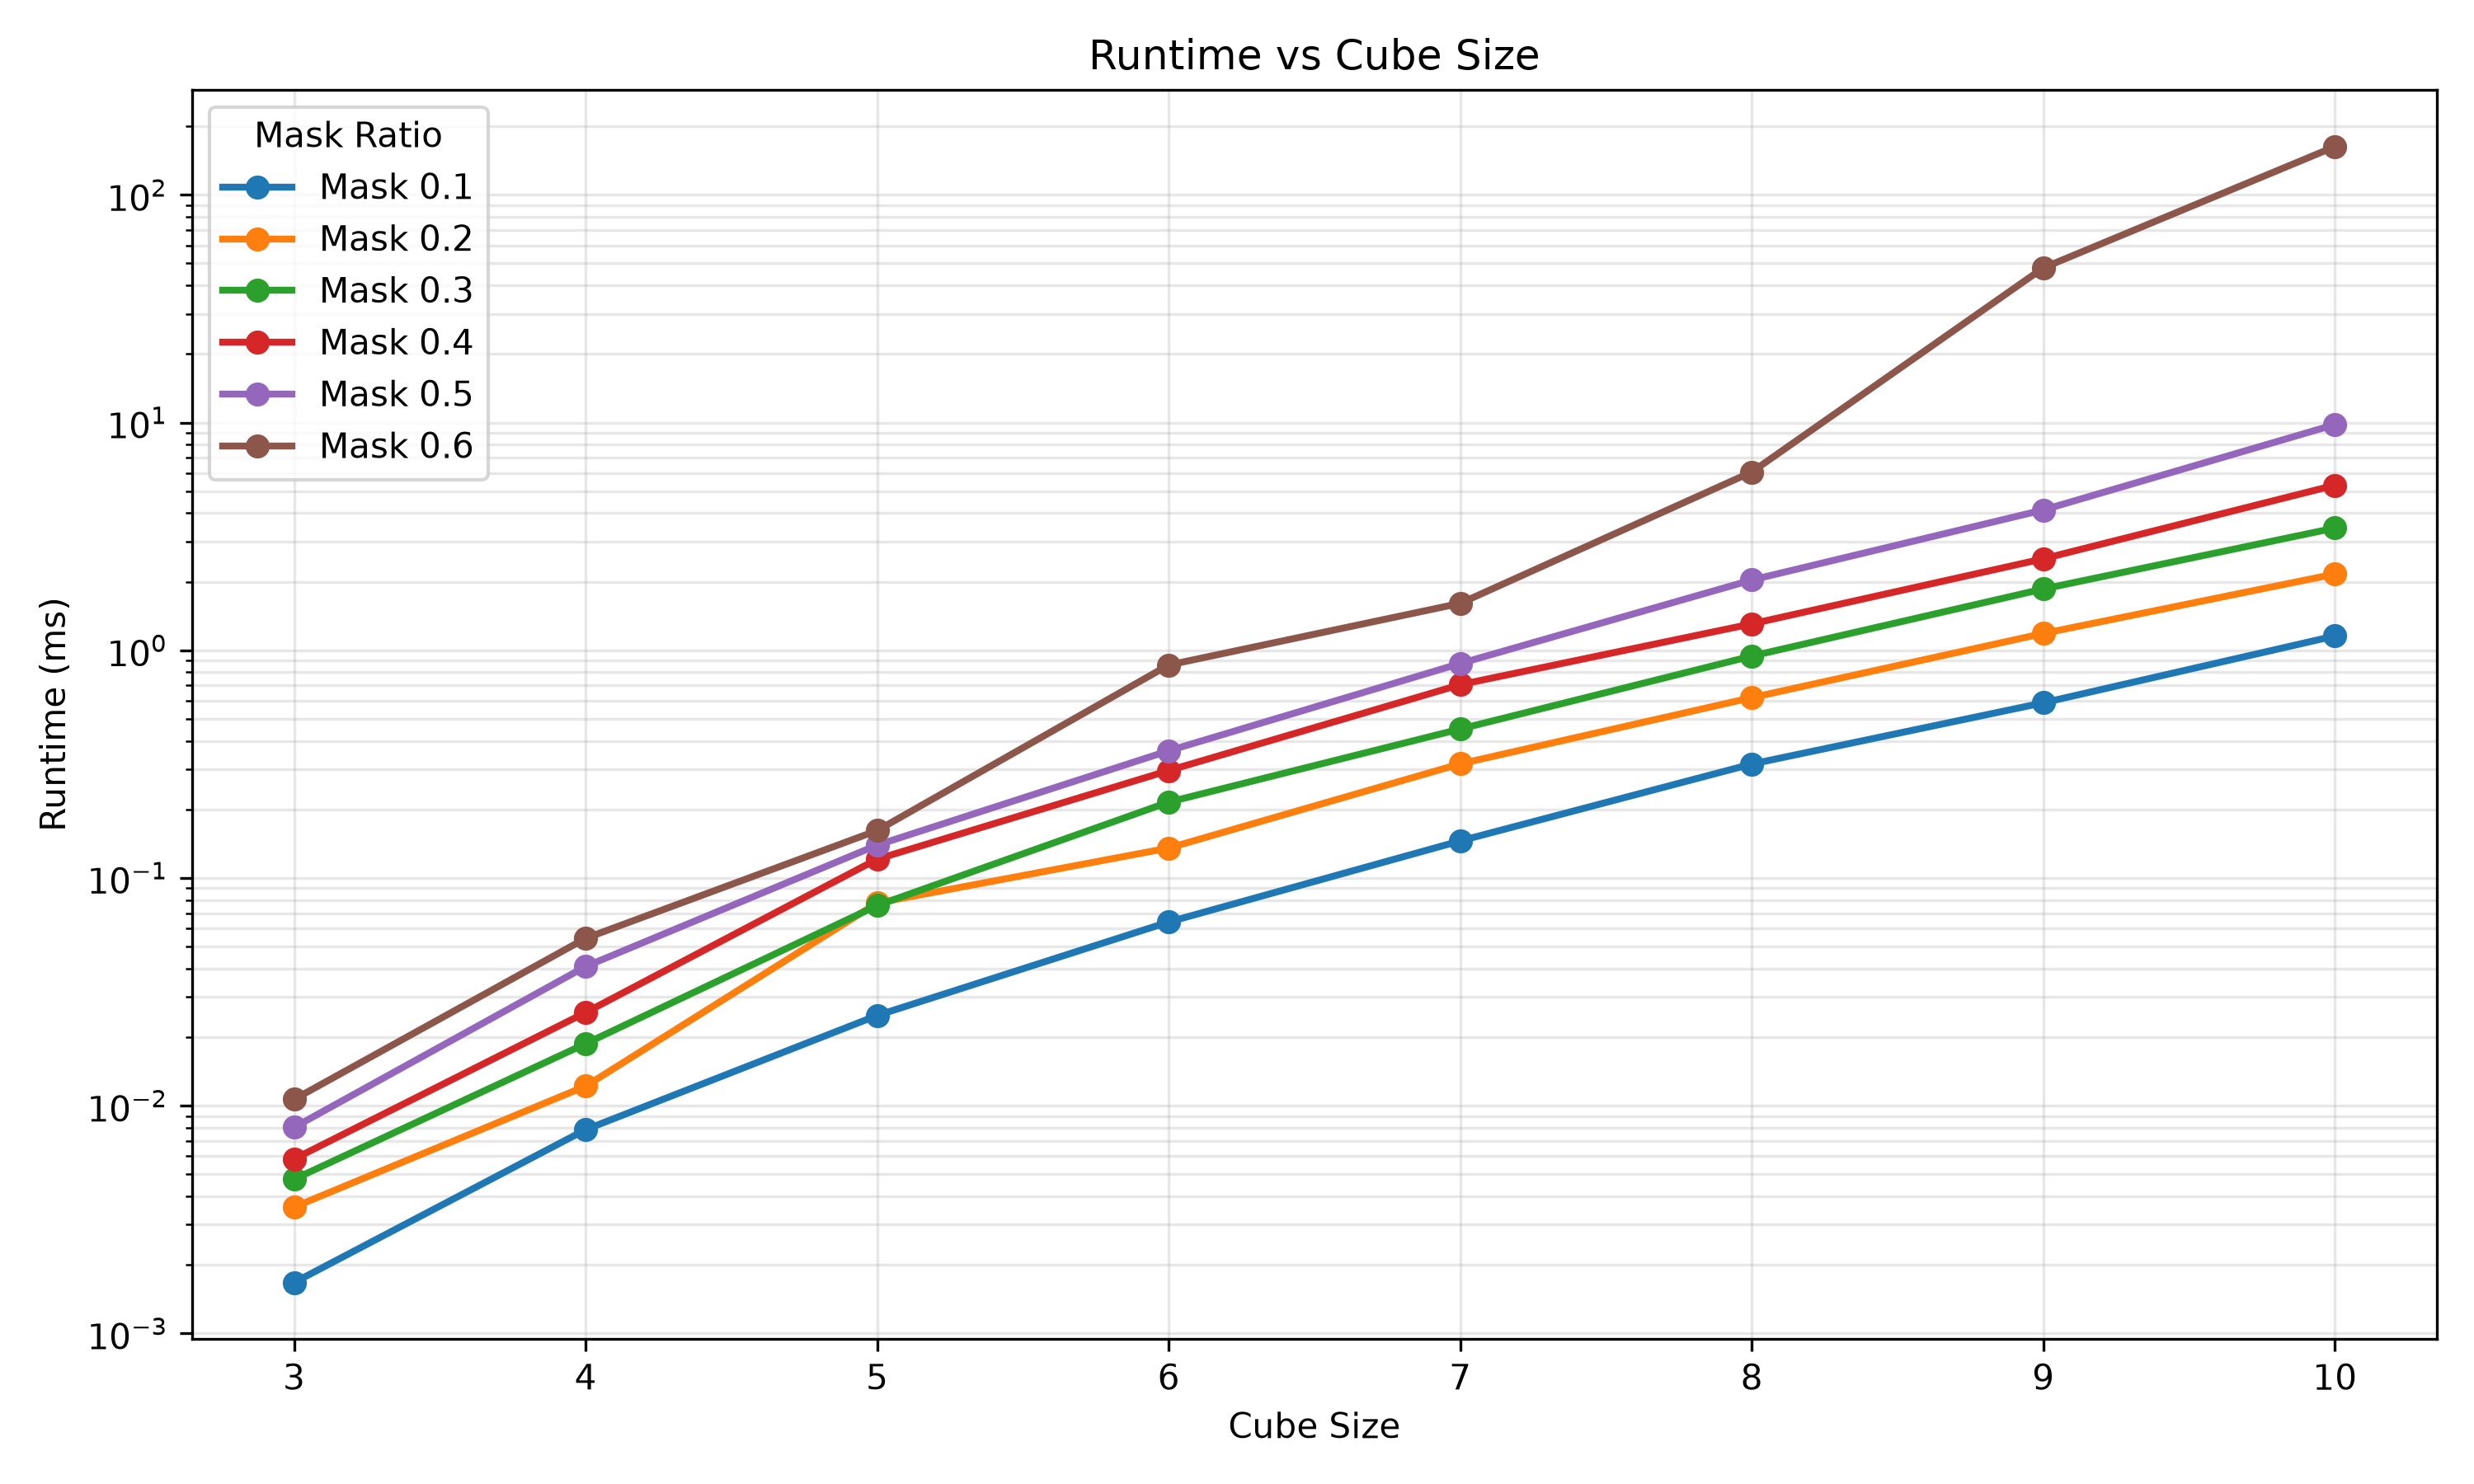 Runtime vs Cube Size
Mask Ratio
Mask 0.1
Mask 0.2
Mask 0.3
Mask 0.4
Mask 0.5
Mask 0.6
Runtime (ms)
10²
10¹
10⁰
10⁻¹
10⁻²
10⁻³
3 4 5 6 7 8 9 10
Cube Size